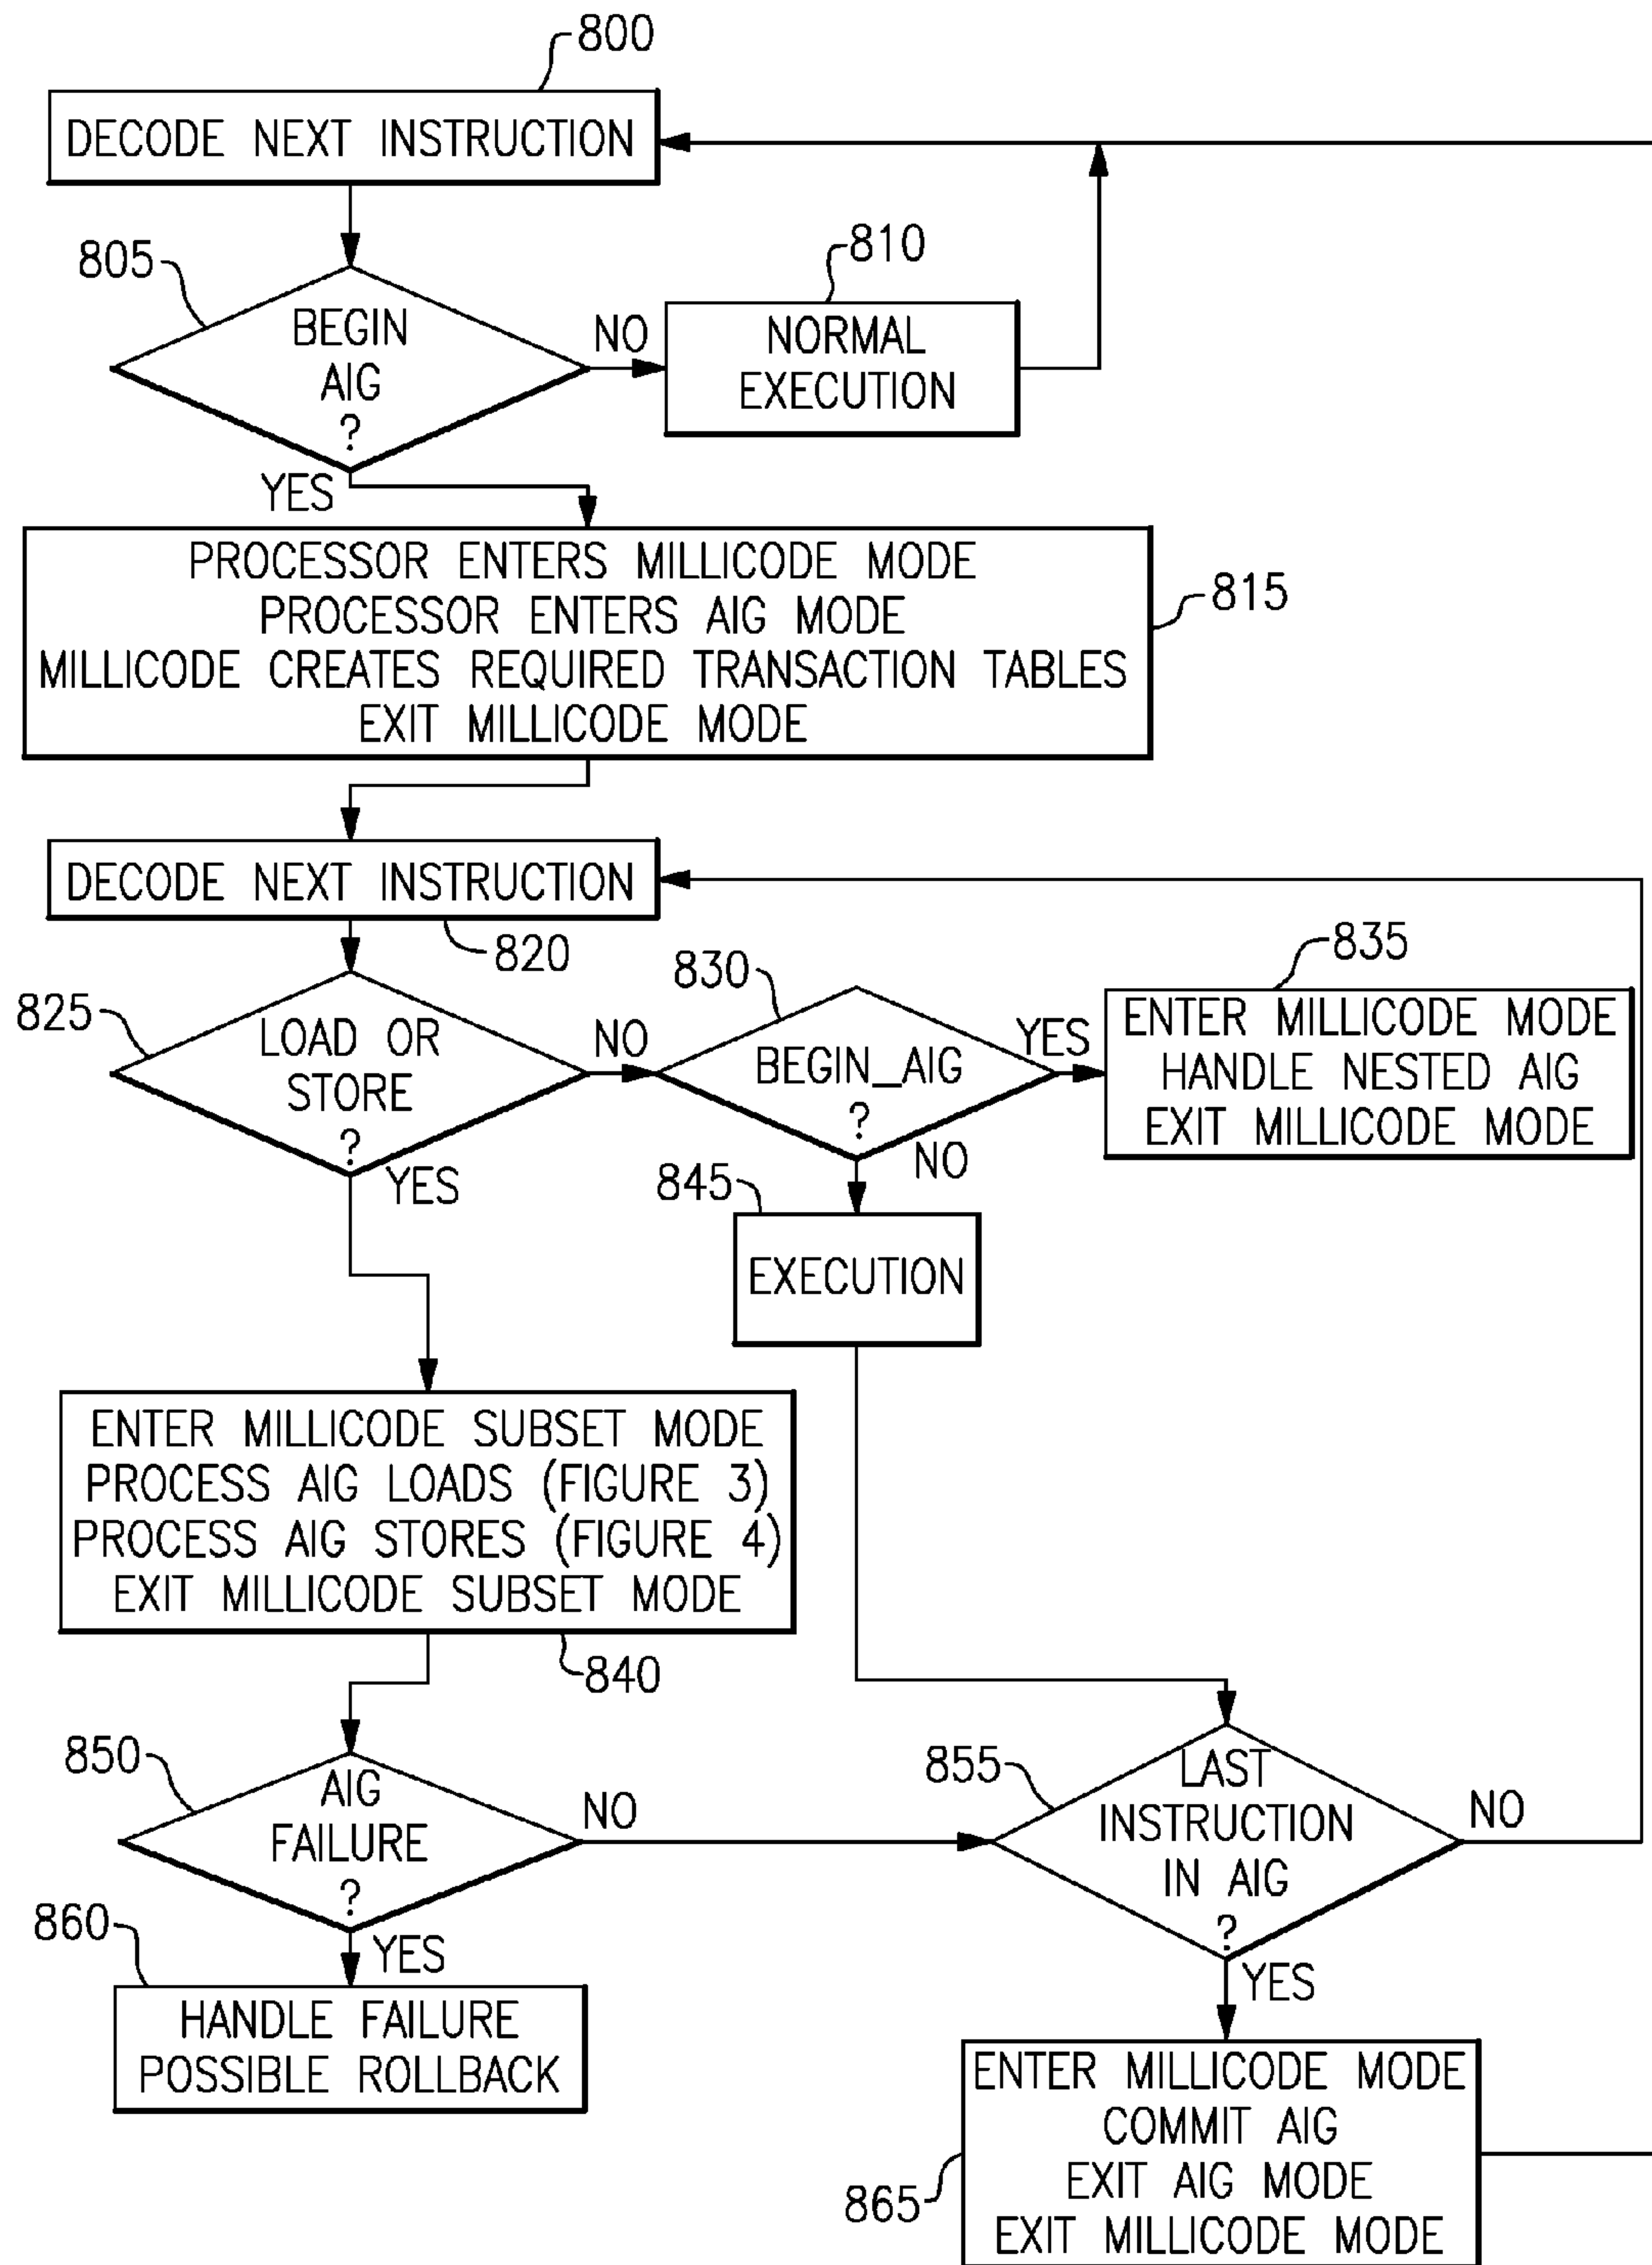 800
DECODE NEXT INSTRUCTION
805
BEGIN
AIG
?
NO
810
NORMAL
EXECUTION
YES
PROCESSOR ENTERS MILLICODE MODE
PROCESSOR ENTERS AIG MODE
MILLICODE CREATES REQUIRED TRANSACTION TABLES
EXIT MILLICODE MODE
815
DECODE NEXT INSTRUCTION
820
825
LOAD OR
STORE
?
NO
YES
830
BEGIN_AIG
?
YES
NO
835
ENTER MILLICODE MODE
HANDLE NESTED AIG
EXIT MILLICODE MODE
845
EXECUTION
ENTER MILLICODE SUBSET MODE
PROCESS AIG LOADS (FIGURE 3)
PROCESS AIG STORES (FIGURE 4)
EXIT MILLICODE SUBSET MODE
840
850
AIG
FAILURE
?
NO
YES
855
LAST
INSTRUCTION
IN AIG
?
NO
YES
860
HANDLE FAILURE
POSSIBLE ROLLBACK
ENTER MILLICODE MODE
COMMIT AIG
EXIT AIG MODE
EXIT MILLICODE MODE
865